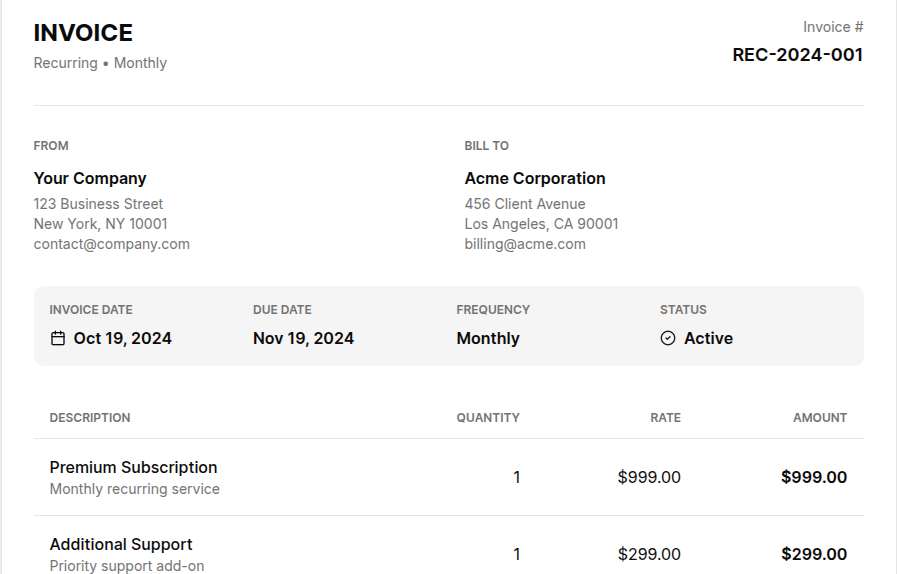 INVOICE
Recurring • Monthly
Invoice #
REC-2024-001
FROM
Your Company
123 Business Street
New York, NY 10001
contact@company.com
BILL TO
Acme Corporation
456 Client Avenue
Los Angeles, CA 90001
billing@acme.com
INVOICE DATE
Oct 19, 2024
DUE DATE
Nov 19, 2024
FREQUENCY
Monthly
STATUS
Active
DESCRIPTION QUANTITY RATE AMOUNT
Premium Subscription
Monthly recurring service
1 $999.00 $999.00
Additional Support
Priority support add-on
1 $299.00 $299.00